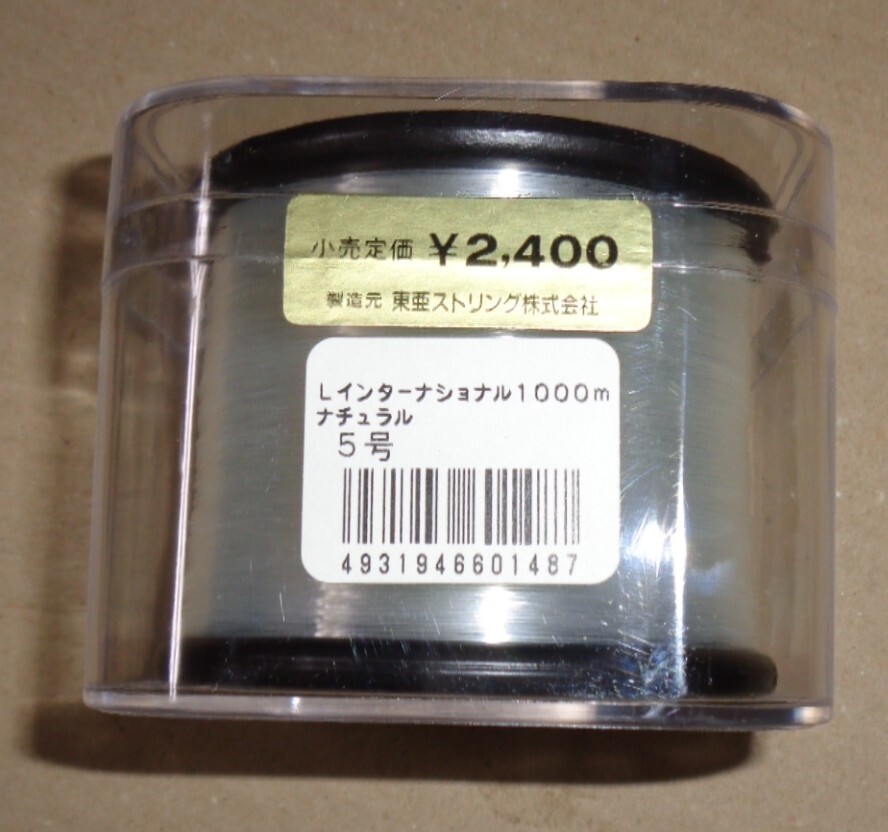 小売定価 ¥2,400
製造元 東亜ストリング株式会社
Lインターナショナル1000m
ナチュラル
5号
4931946601487